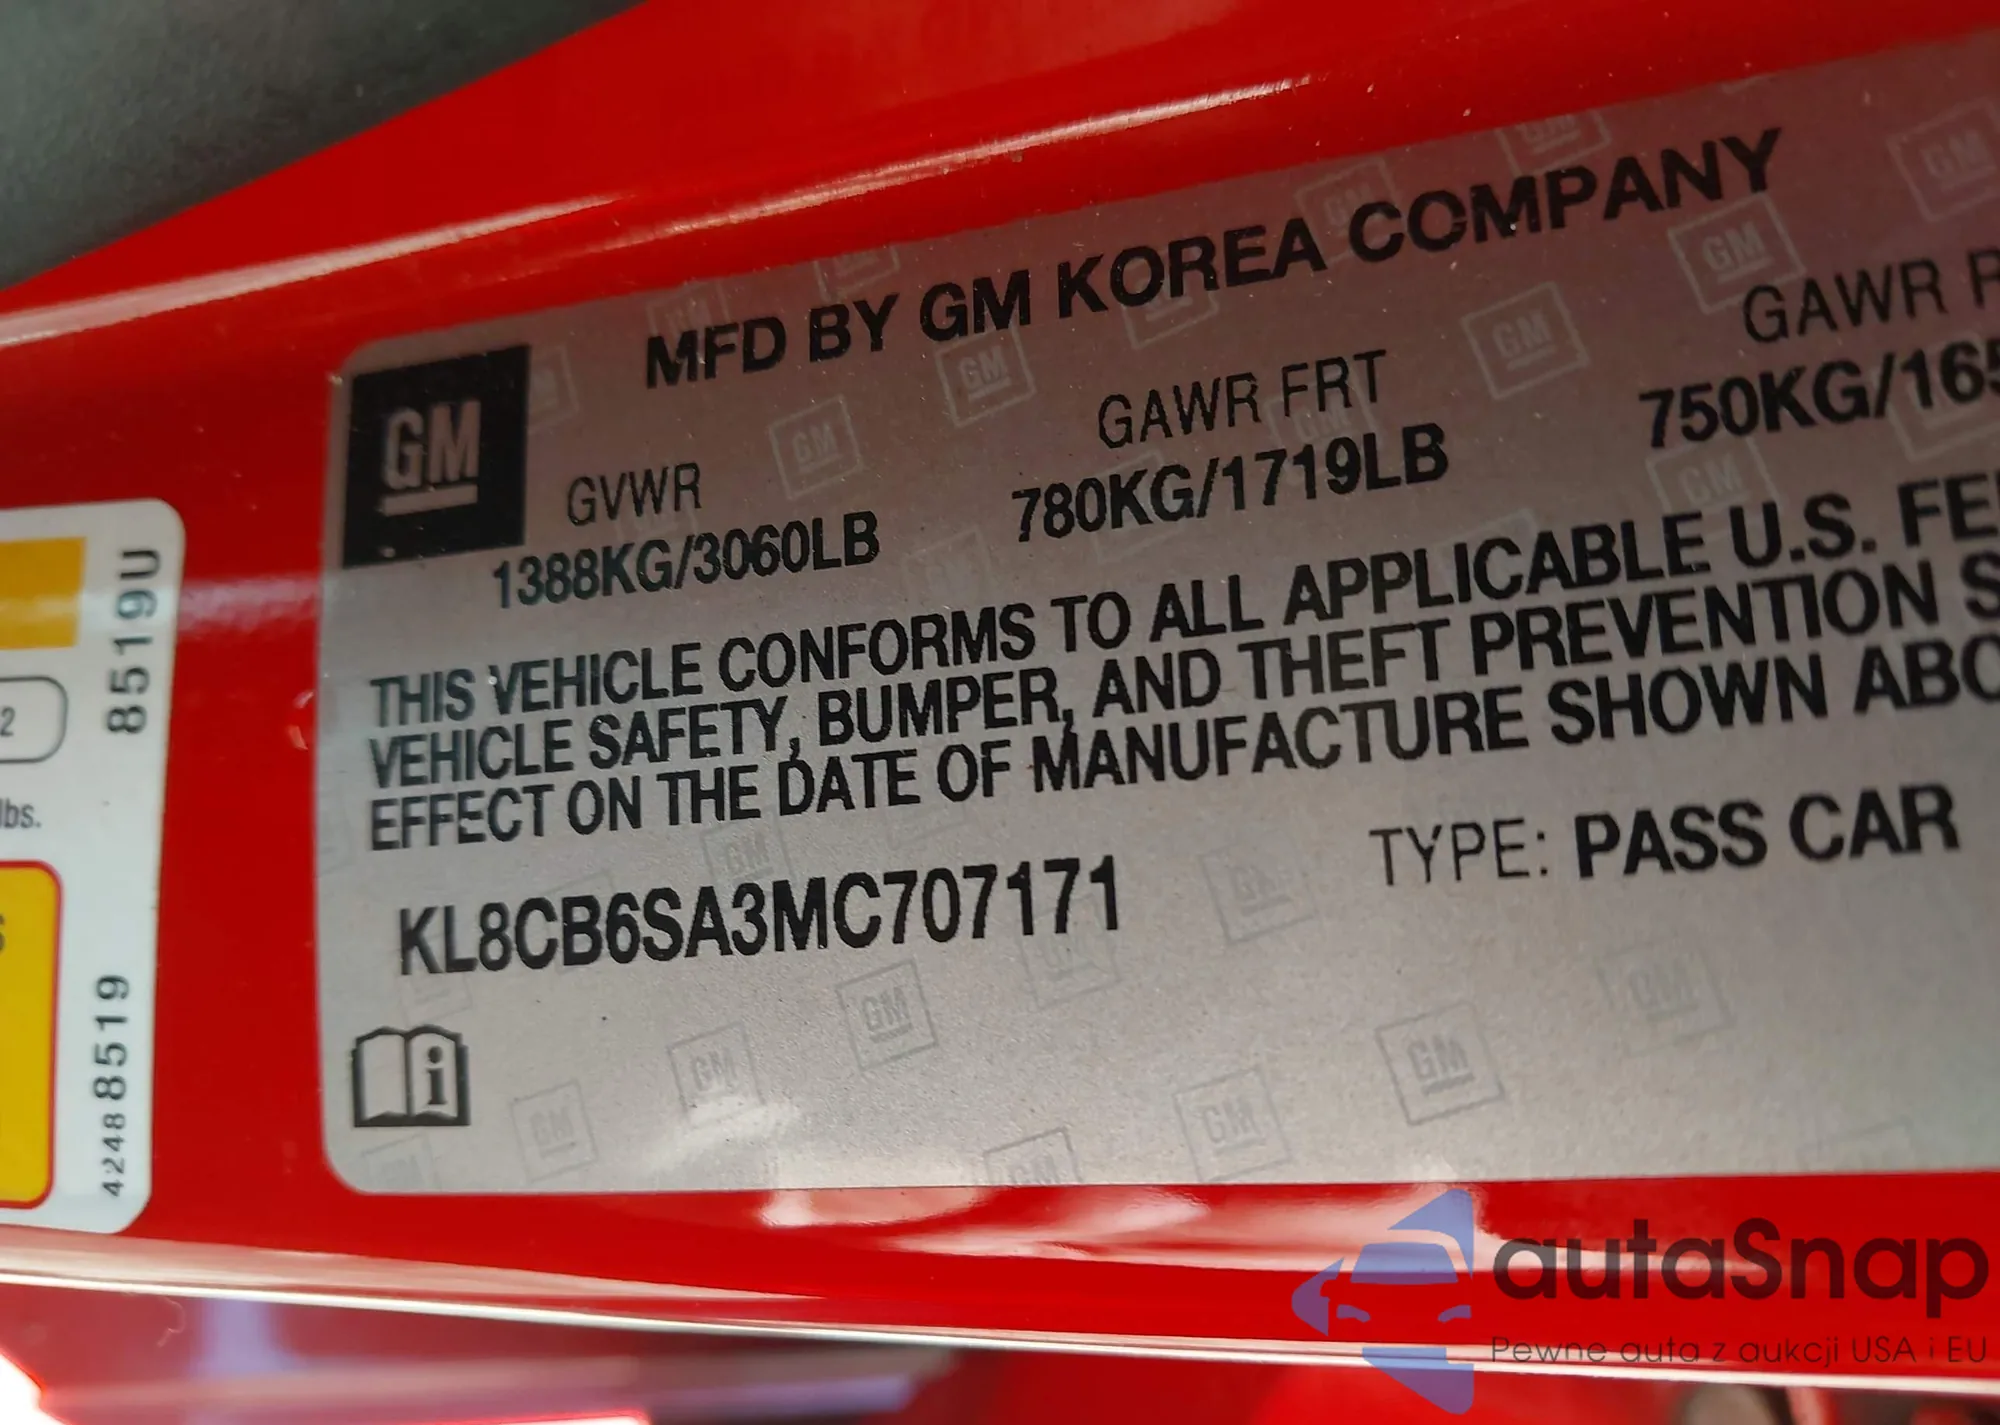 MFD BY GM KOREA COMPANY
GM
GVWR
GAWR FRT
GAWR R
1388KG/3060LB
780KG/1719LB
750KG/165
THIS VEHICLE CONFORMS TO ALL APPLICABLE U.S. FE
VEHICLE SAFETY, BUMPER, AND THEFT PREVENTION S
EFFECT ON THE DATE OF MANUFACTURE SHOWN ABO
KL8CB6SA3MC707171
TYPE: PASS CAR
i
8519U
2
lbs.
S
42488519
autaSnap
Pewne auta z aukcji USA i EU